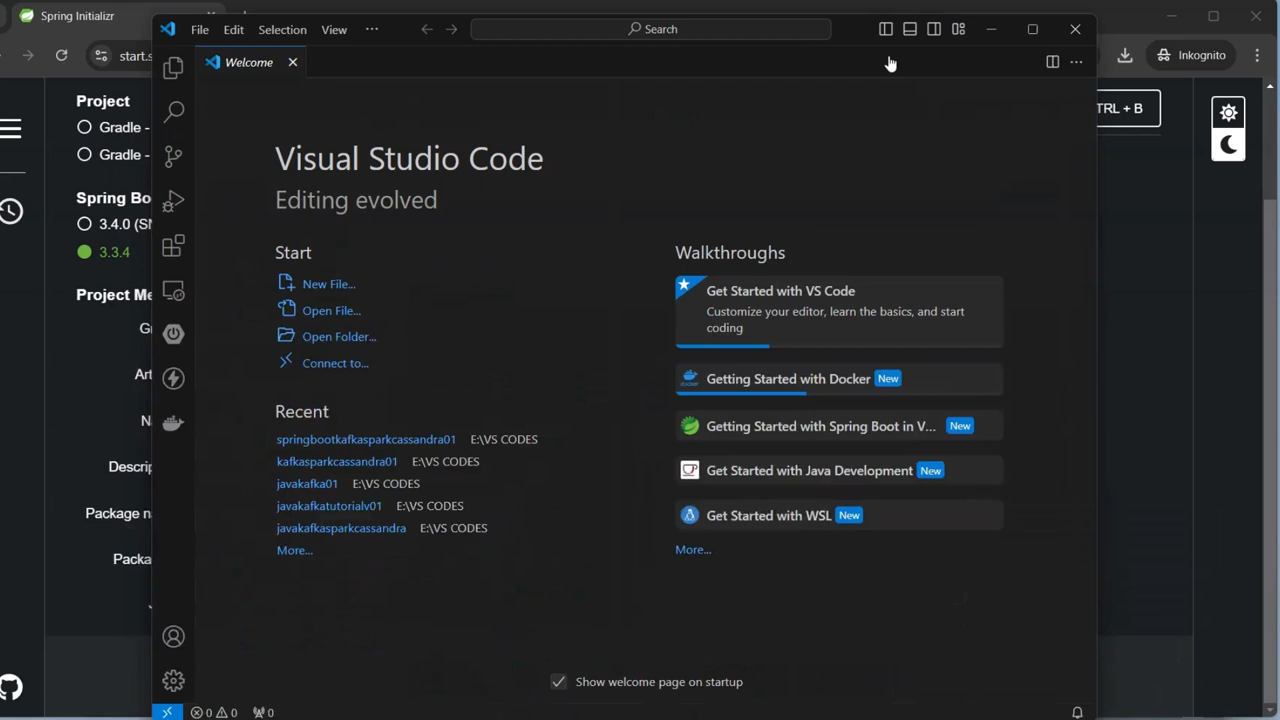 Spring Initializr
start.s
Inkognito
File Edit Selection View ··· Search
Welcome
TRL + B
Project
Gradle -
Gradle -
Spring Bo
3.4.0 (SN
3.3.4
Project Me
Gr
Art
N
Descrip
Package na
Packa
Visual Studio Code
Editing evolved
Start
New File...
Open File...
Open Folder...
Connect to...
Recent
springbootkafkasparkcassandra01 E:\VS CODES
kafkasparkcassandra01 E:\VS CODES
javakafka01 E:\VS CODES
javakafkatutorialv01 E:\VS CODES
javakafkasparkcassandra E:\VS CODES
More...
Walkthroughs
Get Started with VS Code
Customize your editor, learn the basics, and start
coding
Getting Started with Docker New
Getting Started with Spring Boot in V... New
Get Started with Java Development New
Get Started with WSL New
More...
Show welcome page on startup
0 0 0